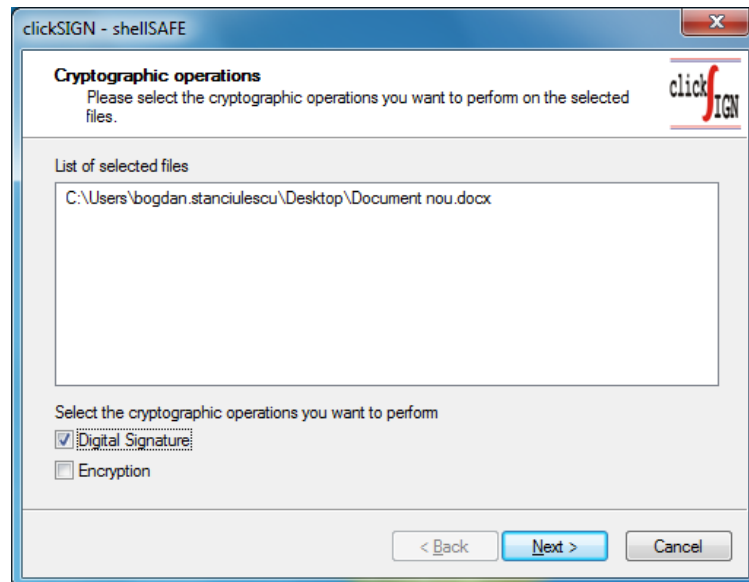 clickSIGN - shellSAFE
Cryptographic operations
Please select the cryptographic operations you want to perform on the selected
files.
click SIGN
List of selected files
C:\Users\bogdan.stanciulescu\Desktop\Document nou.docx
Select the cryptographic operations you want to perform
Digital Signature
Encryption
< Back Next > Cancel